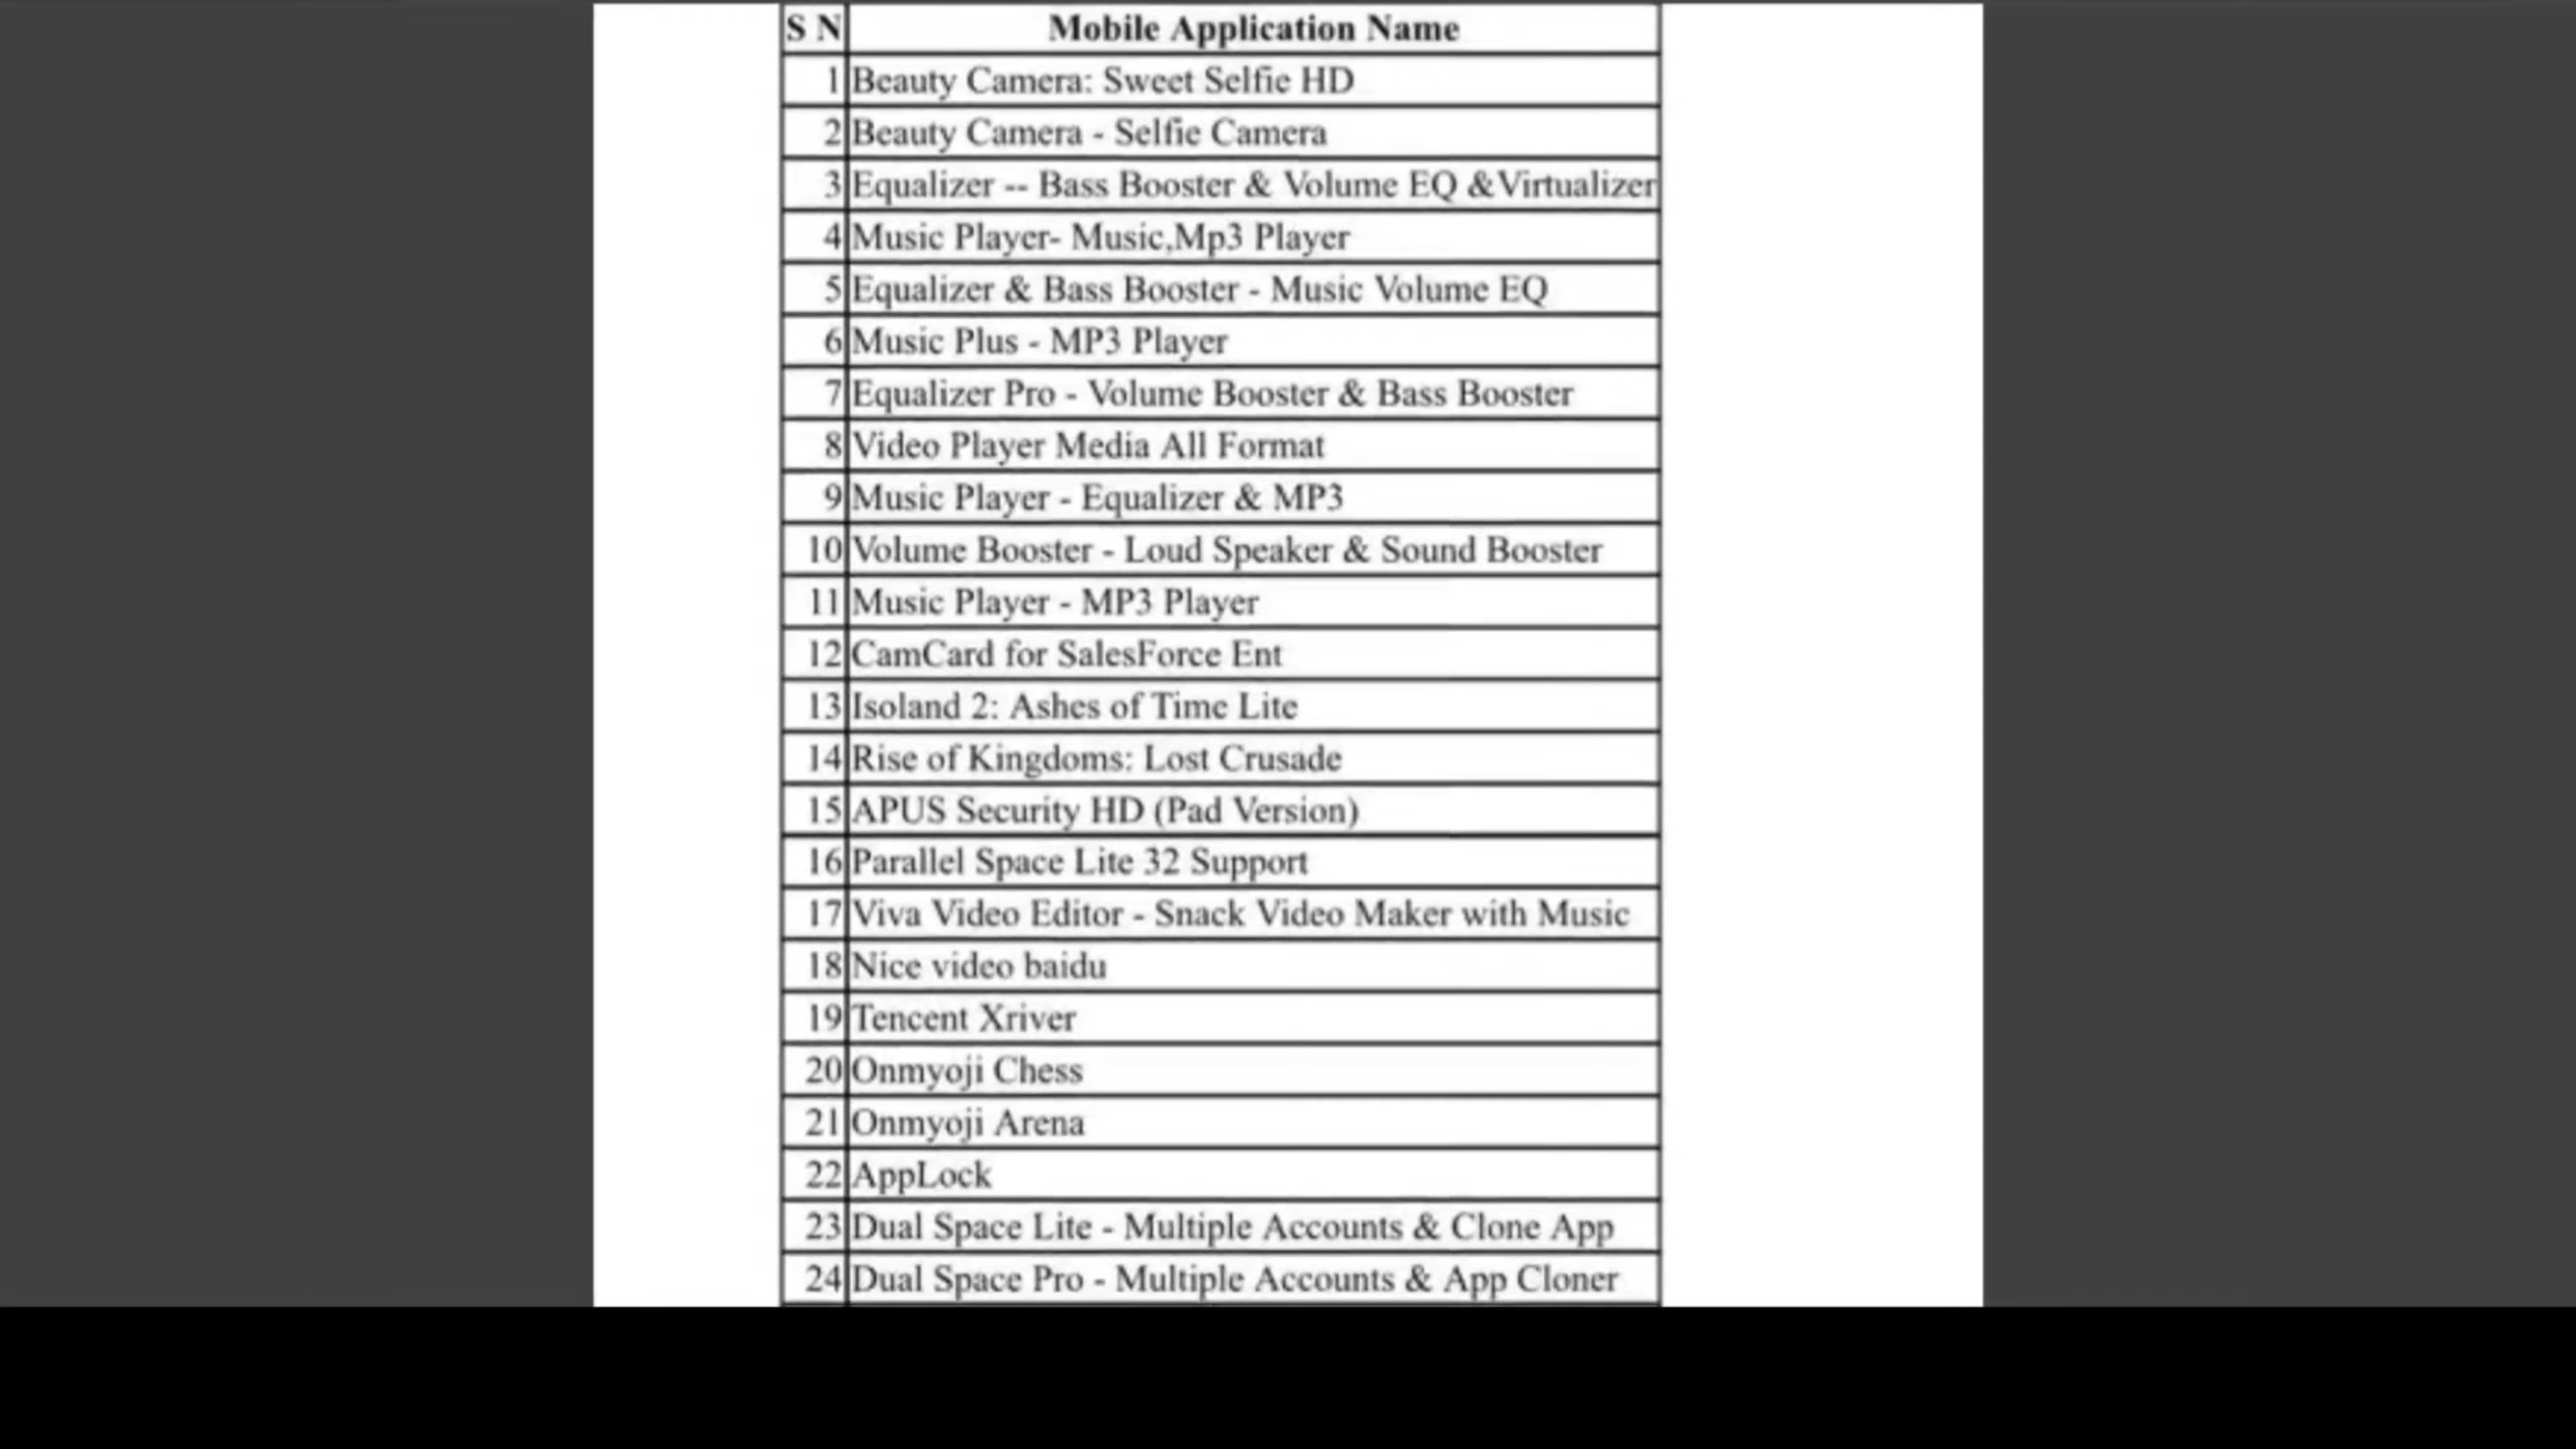 S N Mobile Application Name
1 Beauty Camera: Sweet Selfie HD
2 Beauty Camera - Selfie Camera
3 Equalizer -- Bass Booster & Volume EQ &Virtualizer
4 Music Player- Music,Mp3 Player
5 Equalizer & Bass Booster - Music Volume EQ
6 Music Plus - MP3 Player
7 Equalizer Pro - Volume Booster & Bass Booster
8 Video Player Media All Format
9 Music Player - Equalizer & MP3
10 Volume Booster - Loud Speaker & Sound Booster
11 Music Player - MP3 Player
12 CamCard for SalesForce Ent
13 Isoland 2: Ashes of Time Lite
14 Rise of Kingdoms: Lost Crusade
15 APUS Security HD (Pad Version)
16 Parallel Space Lite 32 Support
17 Viva Video Editor - Snack Video Maker with Music
18 Nice video baidu
19 Tencent Xriver
20 Onmyoji Chess
21 Onmyoji Arena
22 AppLock
23 Dual Space Lite - Multiple Accounts & Clone App
24 Dual Space Pro - Multiple Accounts & App Cloner